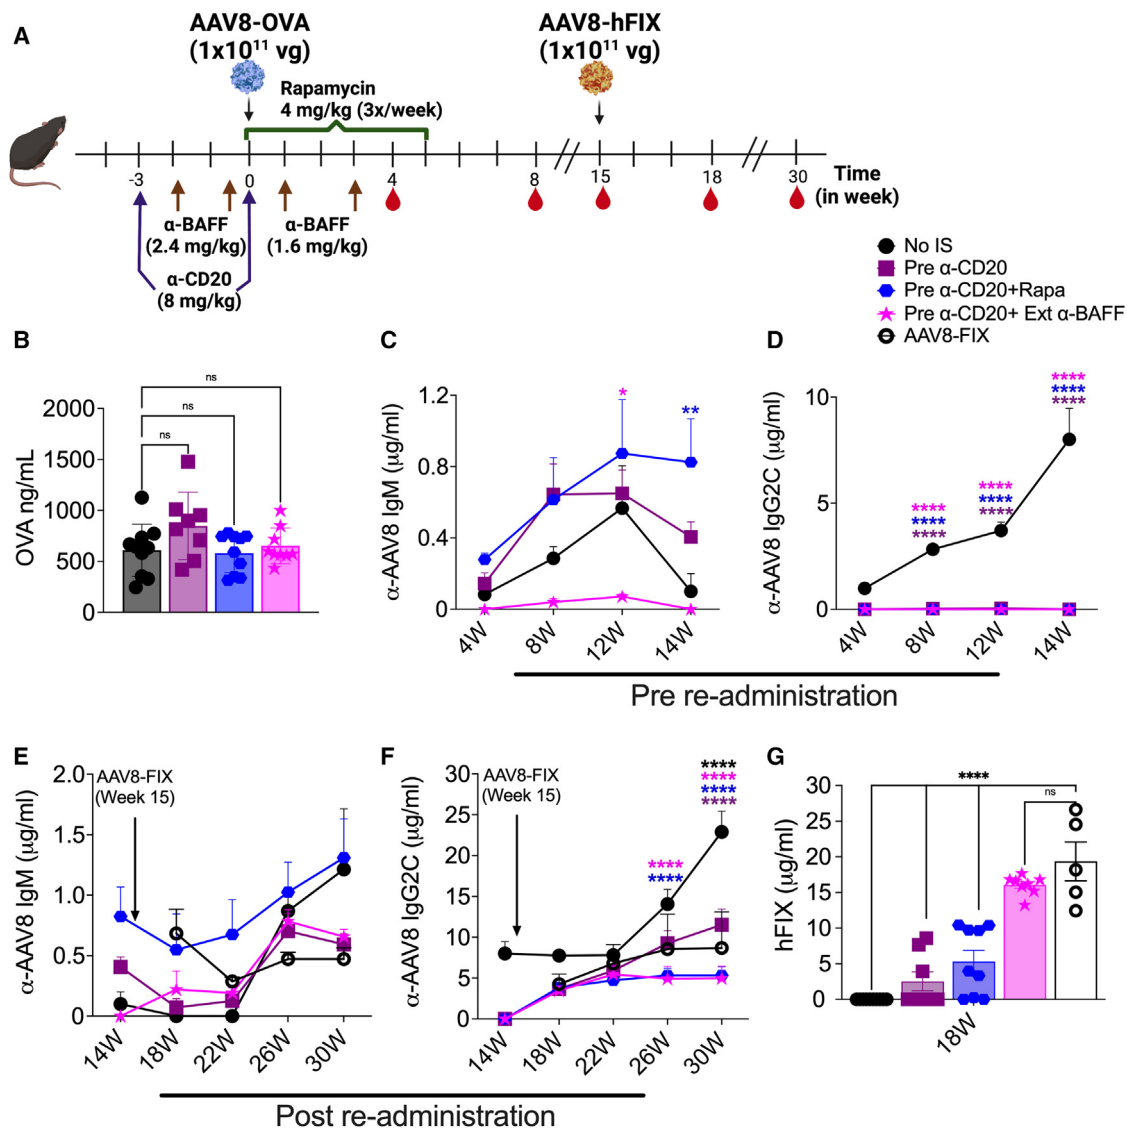 A
AAV8-OVA
(1x10¹¹ vg)
AAV8-hFIX
(1x10¹¹ vg)
Rapamycin
4 mg/kg (3x/week)
-3
0
4
8
15
18
30
Time
(in week)
α-BAFF
(2.4 mg/kg)
α-BAFF
(1.6 mg/kg)
α-CD20
(8 mg/kg)
No IS
Pre α-CD20
Pre α-CD20+Rapa
Pre α-CD20+ Ext α-BAFF
AAV8-FIX
B
OVA ng/mL
2000
1500
1000
500
0
ns
ns
ns
C
α-AAV8 IgM (μg/ml)
1.2
0.8
0.4
0
*
**
4W
8W
12W
14W
D
α-AAV8 IgG2C (μg/ml)
10
5
0
****
****
****
****
****
****
****
****
****
4W
8W
12W
14W
Pre re-administration
E
AAV8-FIX
(Week 15)
α-AAV8 IgM (μg/ml)
2.0
1.5
1.0
0.5
0
14W
18W
22W
26W
30W
F
AAV8-FIX
(Week 15)
α-AAV8 IgG2C (μg/ml)
30
25
20
15
10
5
0
****
****
****
****
****
****
14W
18W
22W
26W
30W
Post re-administration
G
hFIX (μg/ml)
30
20
10
5
0
****
ns
18W